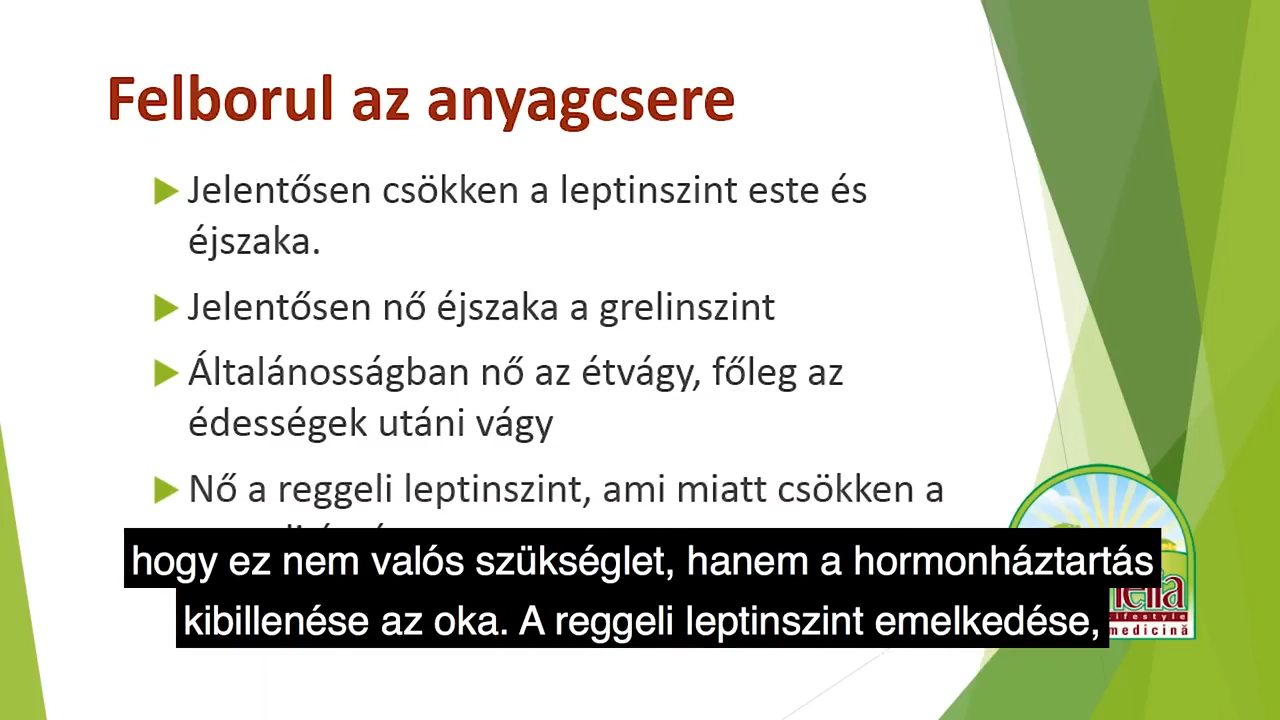 Felborul az anyagcsere
Jelentősen csökken a leptinszint este és
éjszaka.
Jelentősen nő éjszaka a grelinszint
Általánosságban nő az étvágy, főleg az
édességek utáni vágy
Nő a reggeli leptinszint, ami miatt csökken a
hogy ez nem valós szükséglet, hanem a hormonháztartás
kibillenése az oka. A reggeli leptinszint emelkedése,
lifestyle
medicină